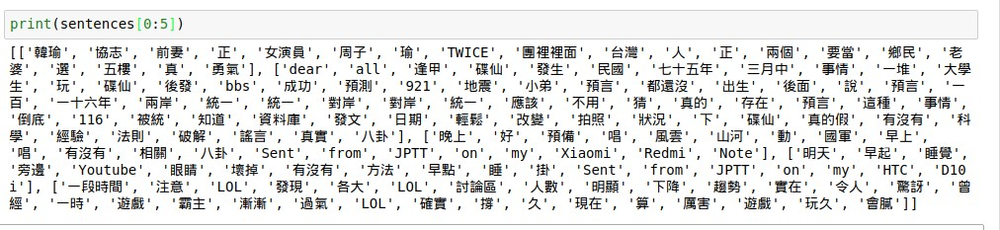 print(sentences[0:5])
[['韓瑜', '協志', '前妻', '正', '女演員', '周子', '瑜', 'TWICE', '團裡裡面', '台灣', '人', '正', '兩個', '要當', '鄉民', '老
婆', '選', '五樓', '真', '勇氣'], ['dear', 'all', '逢甲', '碟仙', '發生', '民國', '七十五年', '三月中', '事情', '一堆', '大學
生', '玩', '碟仙', '後發', 'bbs', '成功', '預測', '921', '地震', '小弟', '預言', '都還沒', '出生', '後面', '說', '預言', '一
百', '一十六年', '兩岸', '統一', '統一', '對岸', '對岸', '統一', '應該', '不用', '猜', '真的', '存在', '預言', '這種', '事情',
'倒底', '116', '被統', '知道', '資料庫', '發文', '日期', '輕鬆', '改變', '拍照', '狀況', '下', '碟仙', '真的假', '有沒有', '科
學', '經驗', '法則', '破解', '謠言', '真實', '八卦'], ['晚上', '好', '預備', '唱', '風雲', '山河', '動', '國軍', '早上',
'唱', '有沒有', '相關', '八卦', 'Sent', 'from', 'JPTT', 'on', 'my', 'Xiaomi', 'Redmi', 'Note'], ['明天', '早起', '睡覺',
'旁邊', 'Youtube', '眼睛', '壞掉', '有沒有', '方法', '早點', '睡', '掛', 'Sent', 'from', 'JPTT', 'on', 'my', 'HTC', 'D10
i'], ['一段時間', '注意', 'LOL', '發現', '各大', 'LOL', '討論區', '人數', '明顯', '下降', '趨勢', '實在', '令人', '驚訝', '曾
經', '一時', '遊戲', '霸主', '漸漸', '過氣', 'LOL', '確實', '撐', '久', '現在', '算', '厲害', '遊戲', '玩久', '會膩']]